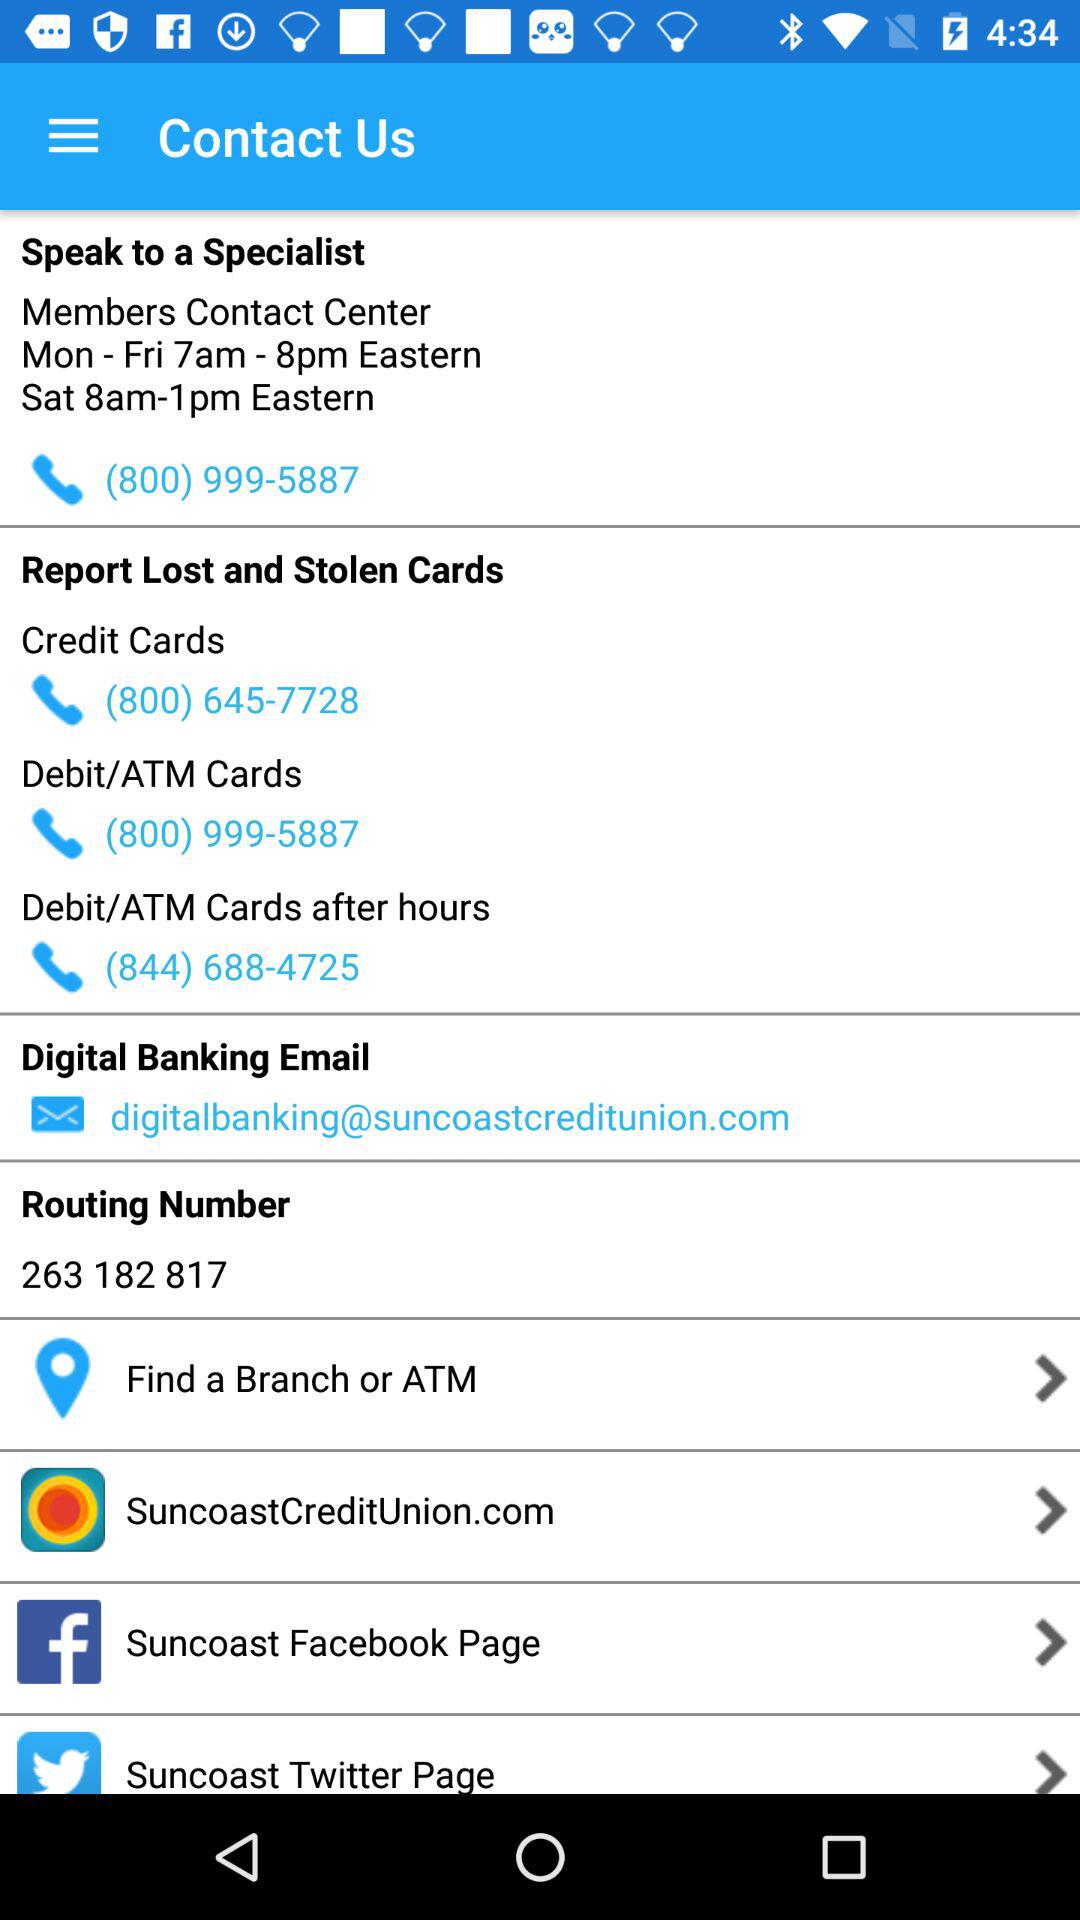 4:34
Contact Us
Speak to a Specialist
Members Contact Center
Mon - Fri 7am - 8pm Eastern
Sat 8am-1pm Eastern
(800) 999-5887
Report Lost and Stolen Cards
Credit Cards
(800) 645-7728
Debit/ATM Cards
(800) 999-5887
Debit/ATM Cards after hours
(844) 688-4725
Digital Banking Email
digitalbanking@suncoastcreditunion.com
Routing Number
263 182 817
Find a Branch or ATM
SuncoastCreditUnion.com
Suncoast Facebook Page
Suncoast Twitter Page